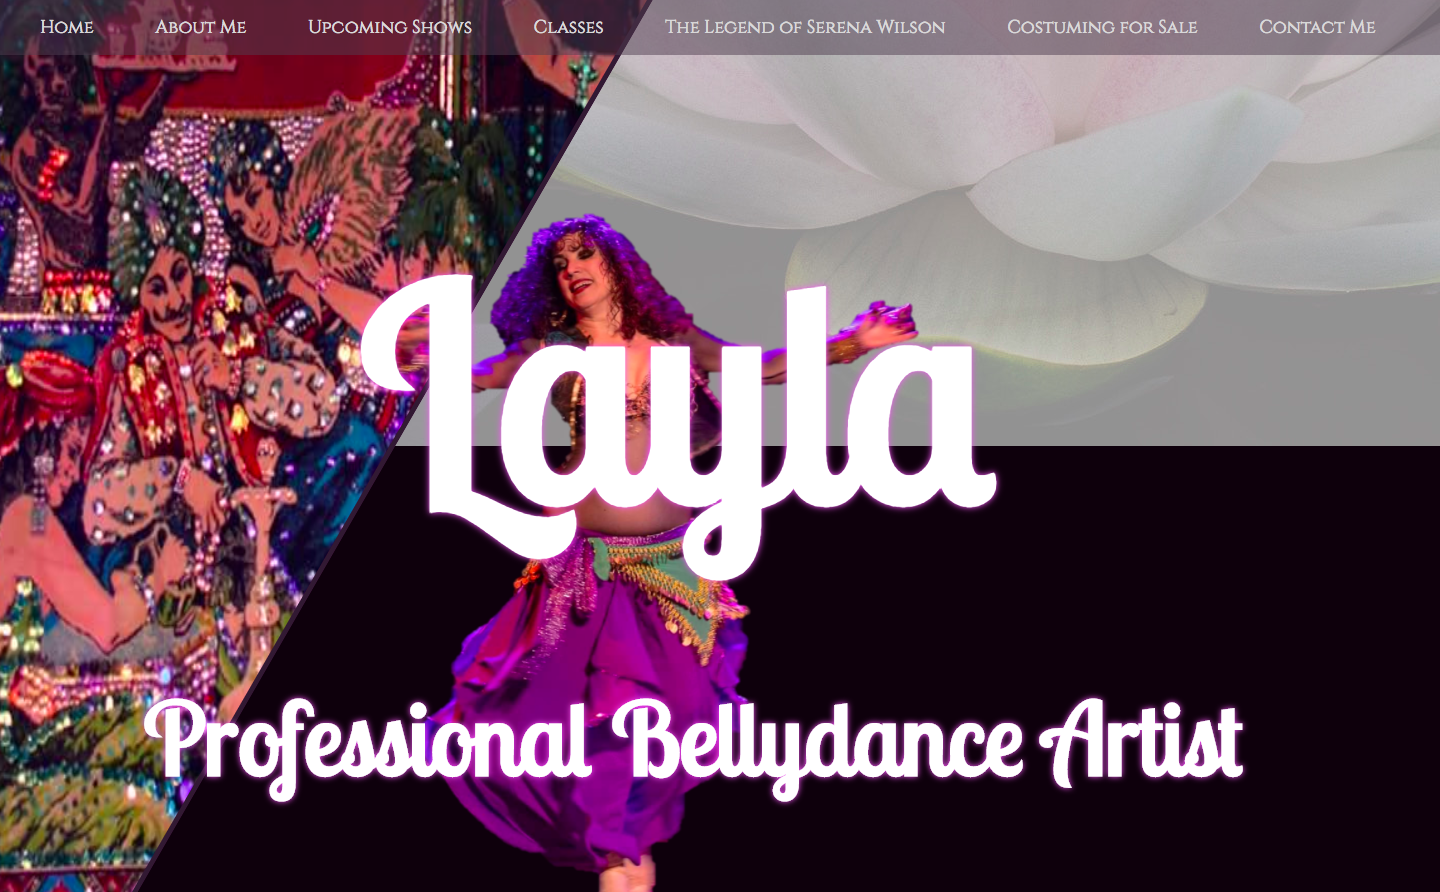 Home About Me Upcoming Shows Classes The Legend of Serena Wilson Costuming for Sale Contact Me
Layla
Professional Bellydance Artist